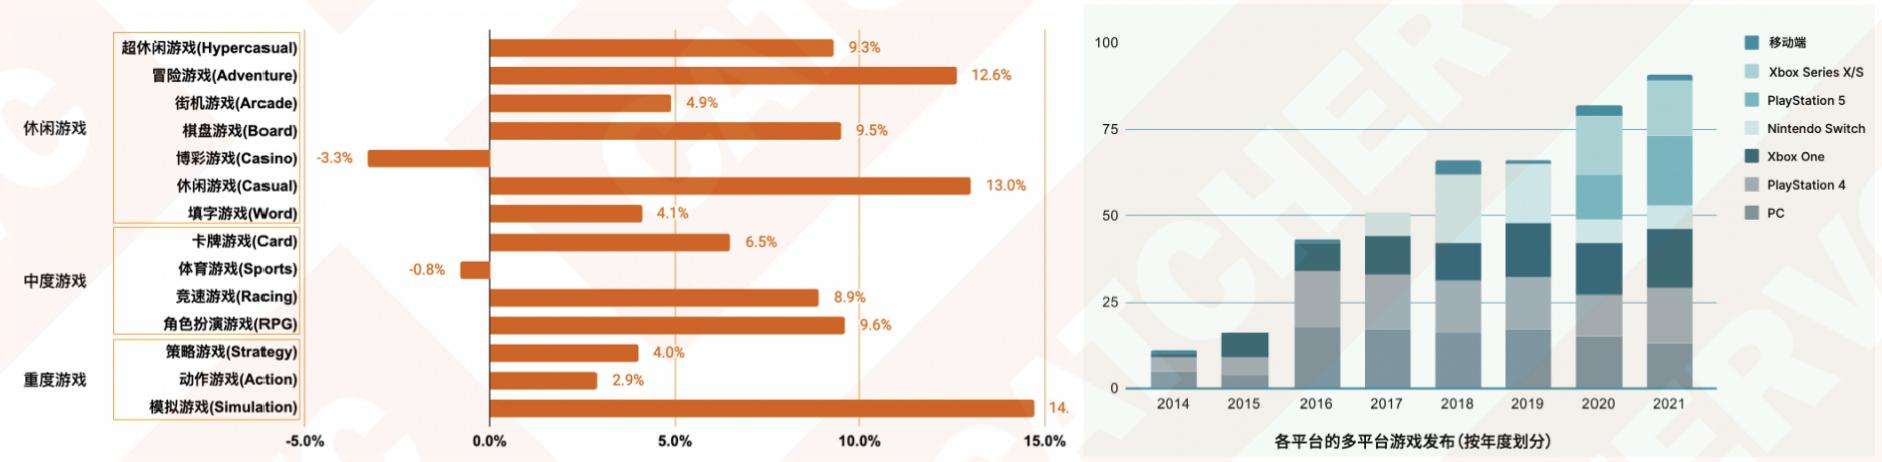 休闲游戏
超休闲游戏(Hypercasual) 9.3%
冒险游戏(Adventure) 12.6%
街机游戏(Arcade) 4.9%
棋盘游戏(Board) 9.5%
博彩游戏(Casino) -3.3%
休闲游戏(Casual) 13.0%
填字游戏(Word) 4.1%
中度游戏
卡牌游戏(Card) 6.5%
体育游戏(Sports) -0.8%
竞速游戏(Racing) 8.9%
角色扮演游戏(RPG) 9.6%
重度游戏
策略游戏(Strategy) 4.0%
动作游戏(Action) 2.9%
模拟游戏(Simulation) 14.
-5.0% 0.0% 5.0% 10.0% 15.0%
100
75
50
25
0
2014 2015 2016 2017 2018 2019 2020 2021
各平台的多平台游戏发布(按年度划分)
移动端
Xbox Series X/S
PlayStation 5
Nintendo Switch
Xbox One
PlayStation 4
PC